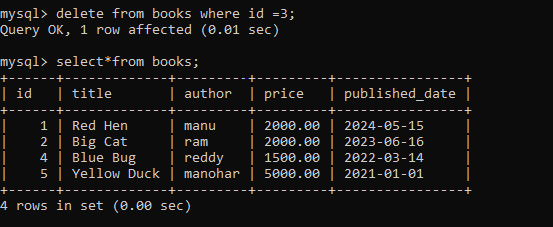 mysql> delete from books where id =3;
Query OK, 1 row affected (0.01 sec)
mysql> select*from books;
+----+-------------+---------+---------+----------------+
| id | title       | author  | price   | published_date |
+----+-------------+---------+---------+----------------+
|  1 | Red Hen     | manu    | 2000.00 | 2024-05-15     |
|  2 | Big Cat     | ram     | 2000.00 | 2023-06-16     |
|  4 | Blue Bug    | reddy   | 1500.00 | 2022-03-14     |
|  5 | Yellow Duck | manohar | 5000.00 | 2021-01-01     |
+----+-------------+---------+---------+----------------+
4 rows in set (0.00 sec)